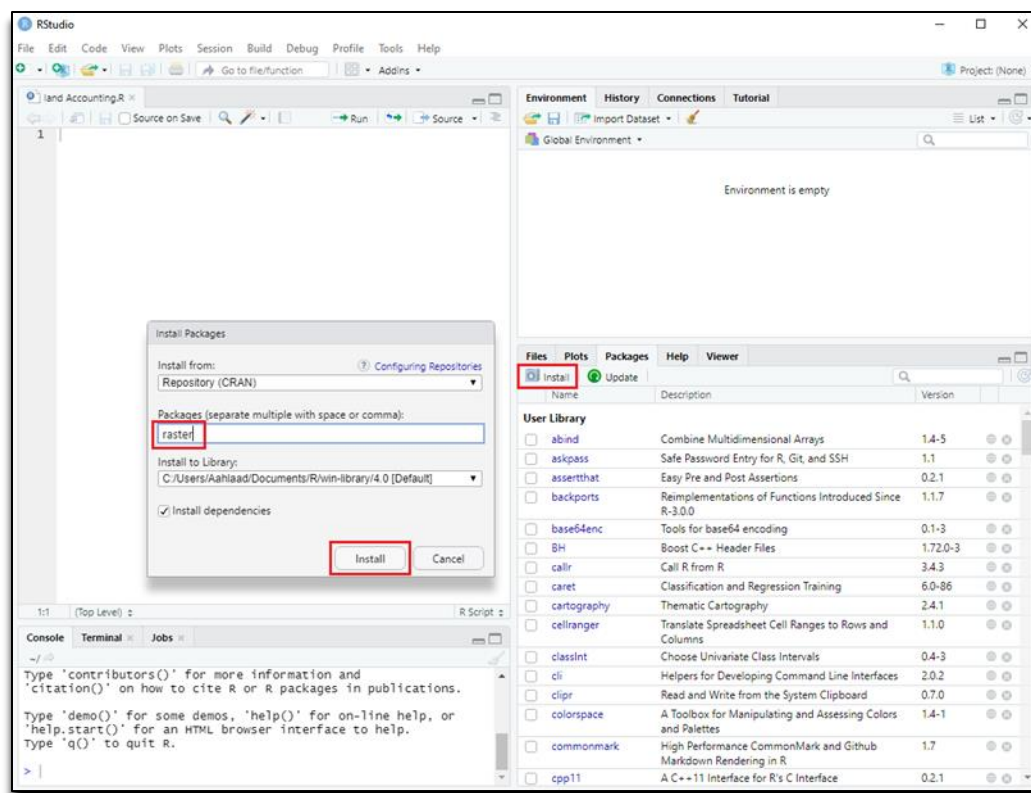 RStudio
File Edit Code View Plots Session Build Debug Profile Tools Help
Go to file/function Addins Project: (None)
land Accounting.R
Source on Save Run Source
1
Install Packages
Install from: Configuring Repositories
Repository (CRAN)
Packages (separate multiple with space or comma):
raster
Install to Library:
C:/Users/Aahlaad/Documents/R/win-library/4.0 [Default]
Install dependencies
Install Cancel
1:1 (Top Level) R Script
Console Terminal Jobs
~/
Type 'contributors()' for more information and
'citation()' on how to cite R or R packages in publications.
Type 'demo()' for some demos, 'help()' for on-line help, or
'help.start()' for an HTML browser interface to help.
Type 'q()' to quit R.
>
Environment History Connections Tutorial
Import Dataset List
Global Environment
Environment is empty
Files Plots Packages Help Viewer
Install Update
Name Description Version
User Library
abind Combine Multidimensional Arrays 1.4-5
askpass Safe Password Entry for R, Git, and SSH 1.1
assertthat Easy Pre and Post Assertions 0.2.1
backports Reimplementations of Functions Introduced Since 1.1.7
R-3.0.0
base64enc Tools for base64 encoding 0.1-3
BH Boost C++ Header Files 1.72.0-3
callr Call R from R 3.4.3
caret Classification and Regression Training 6.0-86
cartography Thematic Cartography 2.4.1
cellranger Translate Spreadsheet Cell Ranges to Rows and 1.1.0
Columns
classInt Choose Univariate Class Intervals 0.4-3
cli Helpers for Developing Command Line Interfaces 2.0.2
clipr Read and Write from the System Clipboard 0.7.0
colorspace A Toolbox for Manipulating and Assessing Colors 1.4-1
and Palettes
commonmark High Performance CommonMark and Github 1.7
Markdown Rendering in R
cpp11 A C++11 Interface for R's C Interface 0.2.1